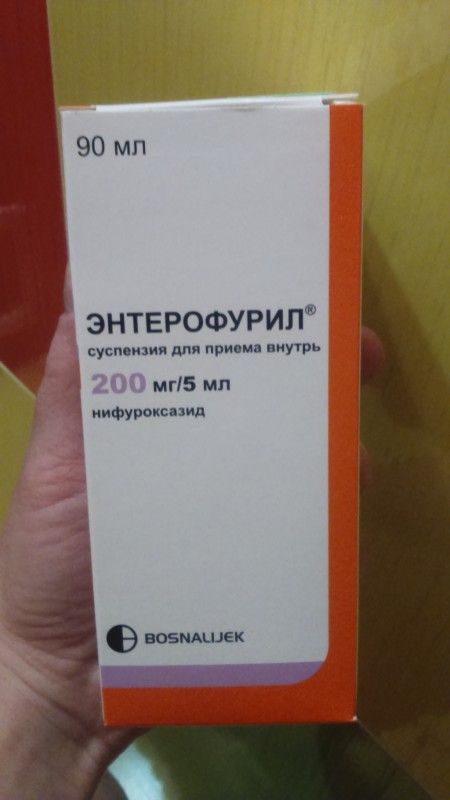 90 мл
ЭНТЕРОФУРИЛ®
суспензия для приема внутрь
200 мг/5 мл
нифуроксазид
BOSNALIJEK